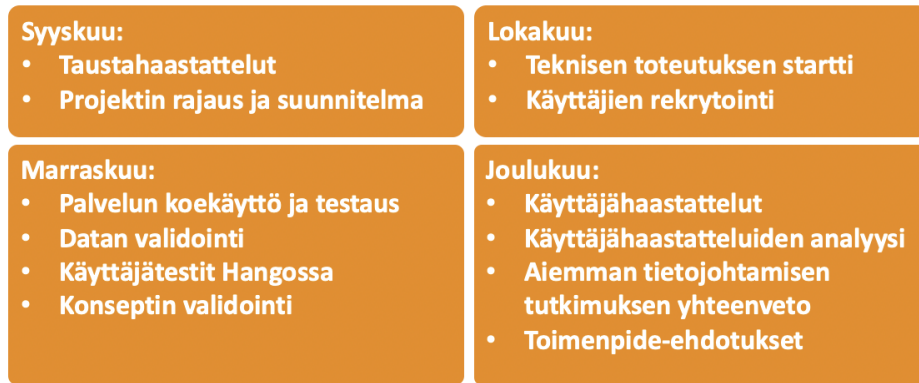 Syyskuu:
• Taustahaastattelut
• Projektin rajaus ja suunnitelma
Lokakuu:
• Teknisen toteutuksen startti
• Käyttäjien rekrytointi
Marraskuu:
• Palvelun koekäyttö ja testaus
• Datan validointi
• Käyttäjätestit Hangossa
• Konseptin validointi
Joulukuu:
• Käyttäjähaastattelut
• Käyttäjähaastatteluiden analyysi
• Aiemman tietojohtamisen
tutkimuksen yhteenveto
• Toimenpide-ehdotukset